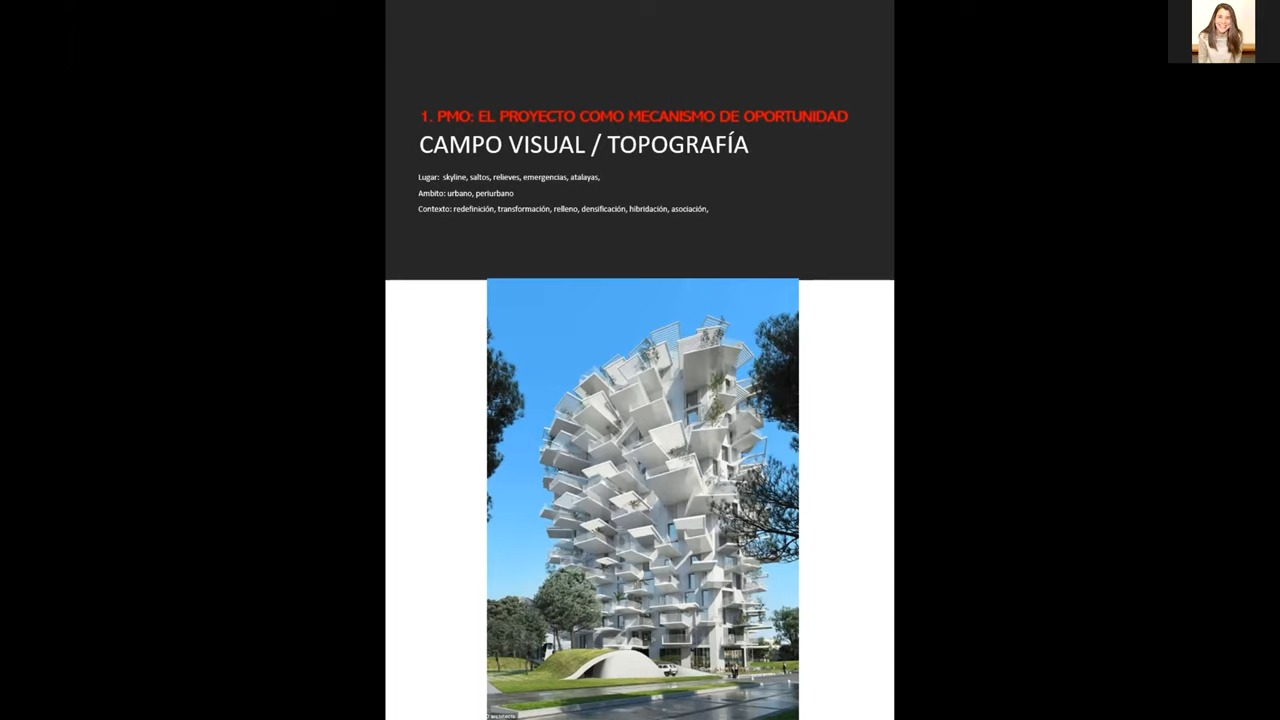 1. PMO: EL PROYECTO COMO MECANISMO DE OPORTUNIDAD
CAMPO VISUAL / TOPOGRAFÍA
Lugar: skyline, saltos, relieves, emergencias, atalayas,
Ambito: urbano, periurbano
Contexto: redefinición, transformación, relleno, densificación, hibridación, asociación,
architects